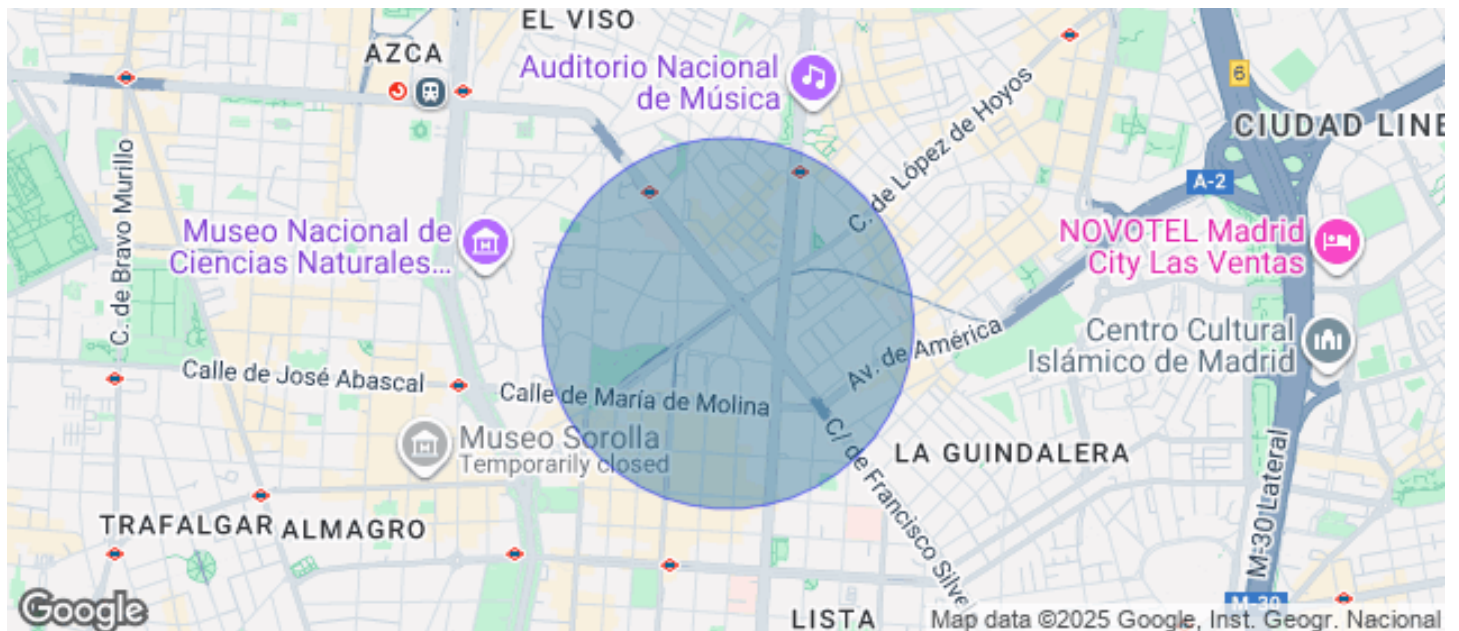 EL VISO
AZCA
Auditorio Nacional
de Música
6
CIUDAD LINE
C. de López de Hoyos
A-2
C. de Bravo Murillo
Museo Nacional de
Ciencias Naturales...
NOVOTEL Madrid
City Las Ventas
Centro Cultural
Islámico de Madrid
Av. de América
Calle de José Abascal
Calle de María de Molina
Museo Sorolla
Temporarily closed
C/ de Francisco Silve
LA GUINDALERA
M-30 Lateral
TRAFALGAR
ALMAGRO
M-30
Google
LISTA
Map data ©2025 Google, Inst. Geogr. Nacional